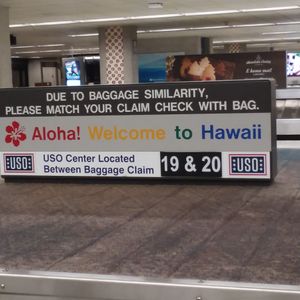 DUE TO BAGGAGE SIMILARITY,
PLEASE MATCH YOUR CLAIM CHECK WITH BAG.
Aloha! Welcome to Hawaii
USO
USO Center Located
Between Baggage Claim
19 & 20
USO